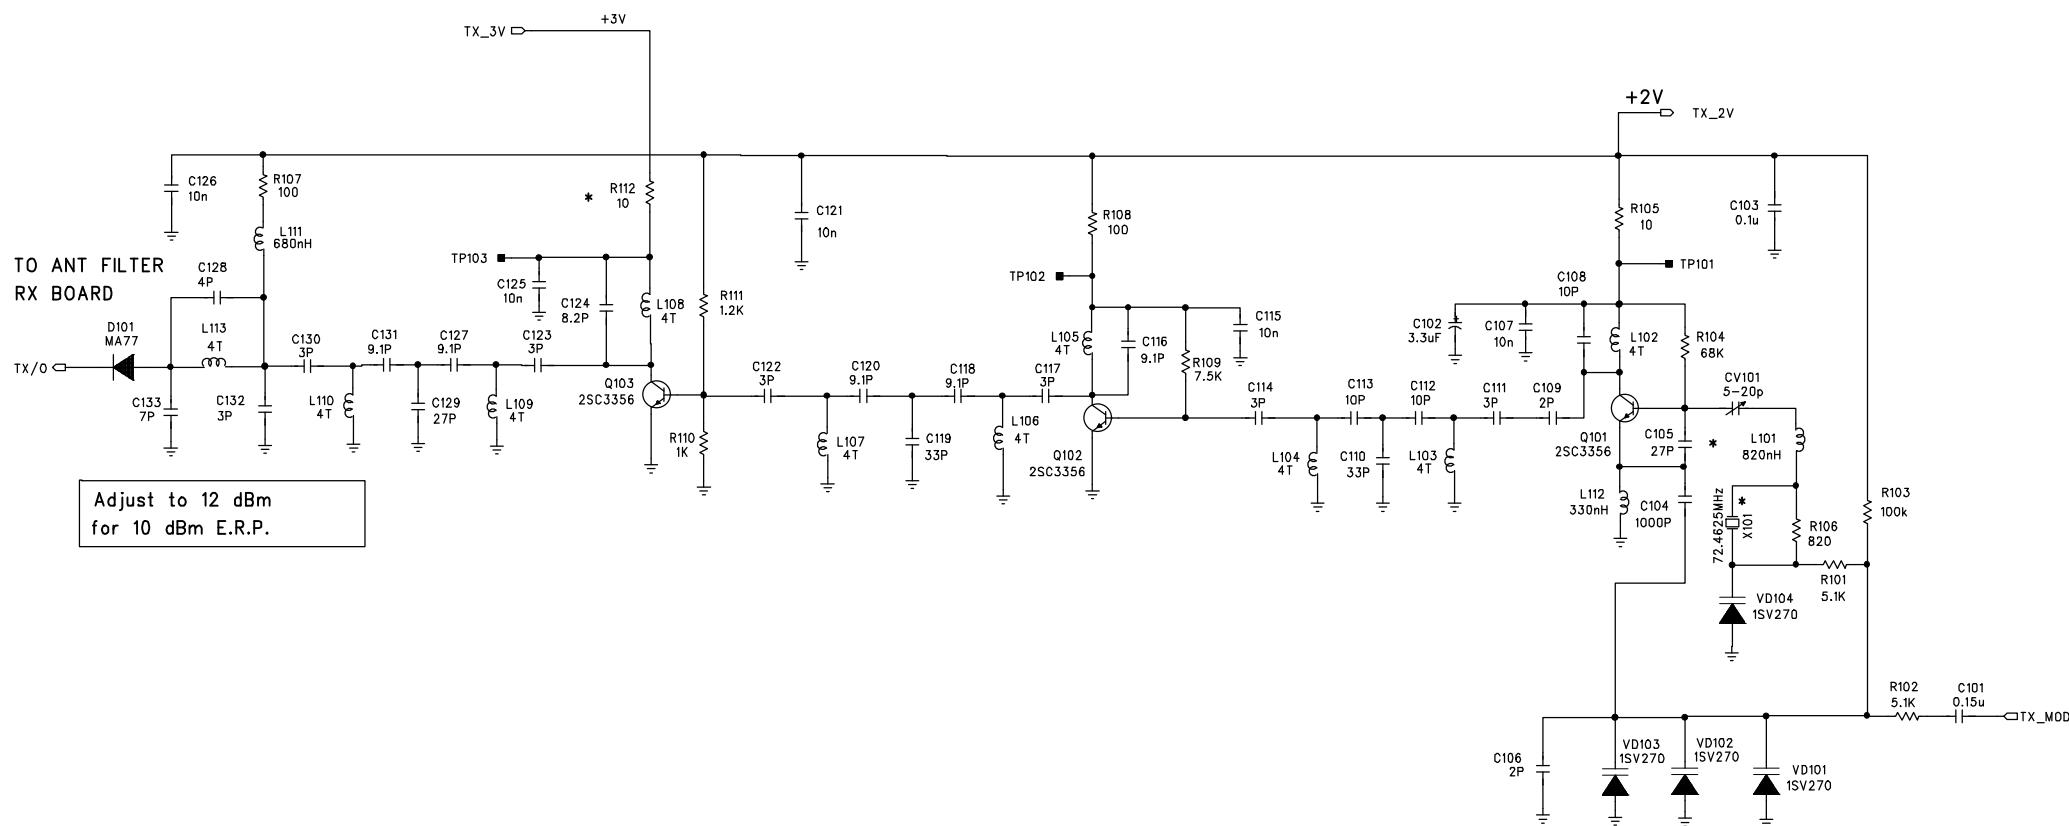 +3V
TX_3V
+2V
TX_2V
C126
10n
R107
100
*
R112
10
C121
10n
R108
100
R105
10
C103
0.1u
L111
680nH
TO ANT FILTER
RX BOARD
C128
4P
TP103
C125
10n
C124
8.2P
L108
4T
R111
1.2K
TP102
C108
10P
TP101
D101
MA77
L113
4T
C130
3P
C131
9.1P
C127
9.1P
C123
3P
L105
4T
C116
9.1P
C115
10n
R109
7.5K
C102
3.3uF
C107
10n
L102
4T
R104
68K
TX/O
C133
7P
C132
3P
L110
4T
C129
27P
L109
4T
Q103
2SC3356
C122
3P
C120
9.1P
C118
9.1P
C117
3P
C114
3P
C113
10P
C112
10P
C111
3P
C109
2P
CV101
5-20p
R110
1K
L107
4T
C119
33P
L106
4T
Q102
2SC3356
L104
4T
C110
33P
L103
4T
Q101
2SC3356
C105
27P
*
L101
820nH
Adjust to 12 dBm
for 10 dBm E.R.P.
L112
330nH
C104
1000P
72.4625MHz
X101
*
R106
820
R103
100k
R101
5.1K
VD104
1SV270
R102
5.1K
C101
0.15u
TX_MOD
C106
2P
VD103
1SV270
VD102
1SV270
VD101
1SV270